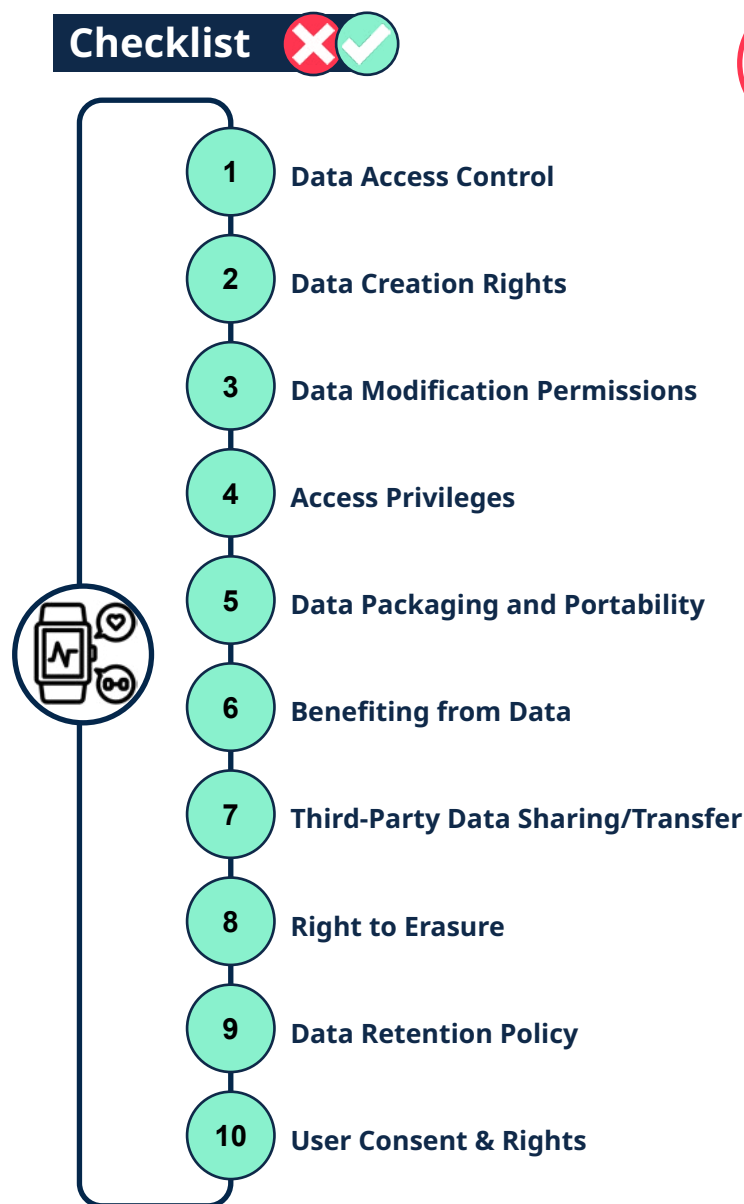 Checklist
1 Data Access Control
2 Data Creation Rights
3 Data Modification Permissions
4 Access Privileges
5 Data Packaging and Portability
6 Benefiting from Data
7 Third-Party Data Sharing/Transfer
8 Right to Erasure
9 Data Retention Policy
10 User Consent & Rights